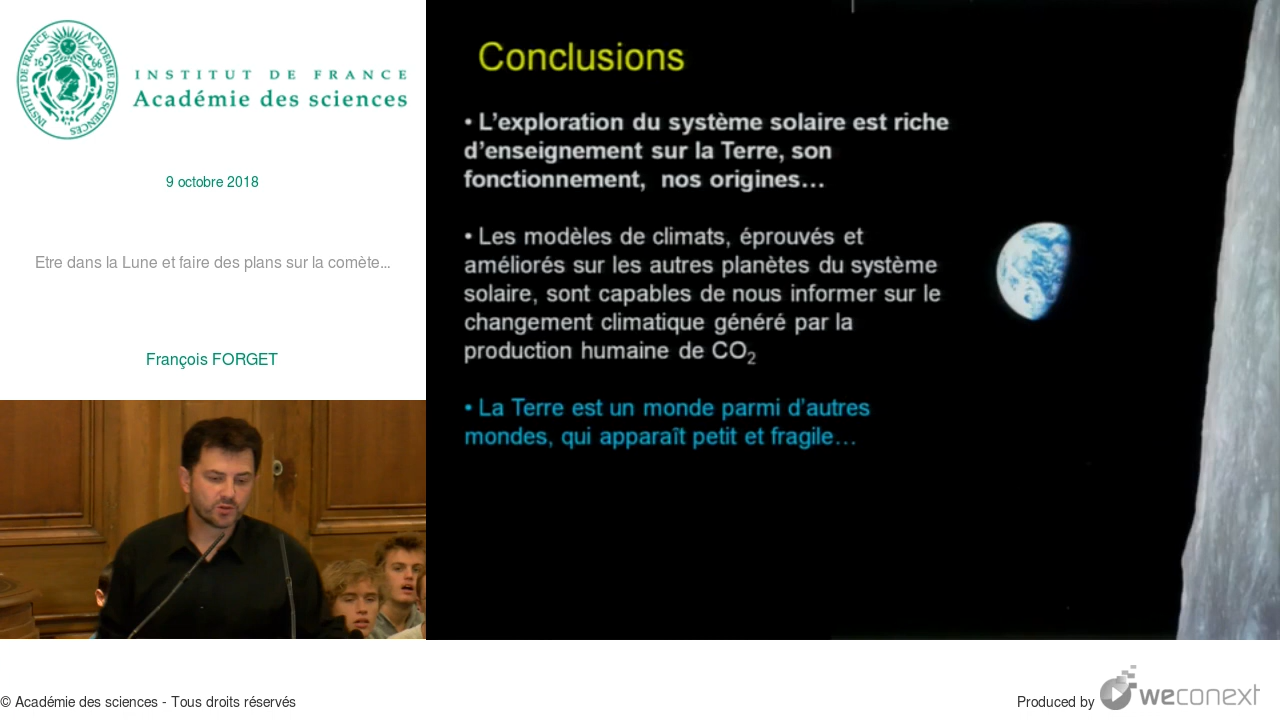 INSTITUT DE FRANCE
Académie des sciences
9 octobre 2018
Etre dans la Lune et faire des plans sur la comète...
François FORGET
Conclusions
• L’exploration du système solaire est riche
d’enseignement sur la Terre, son
fonctionnement, nos origines…
• Les modèles de climats, éprouvés et
améliorés sur les autres planètes du système
solaire, sont capables de nous informer sur le
changement climatique généré par la
production humaine de CO₂
• La Terre est un monde parmi d’autres
mondes, qui apparaît petit et fragile…
© Académie des sciences - Tous droits réservés
Produced by weconext